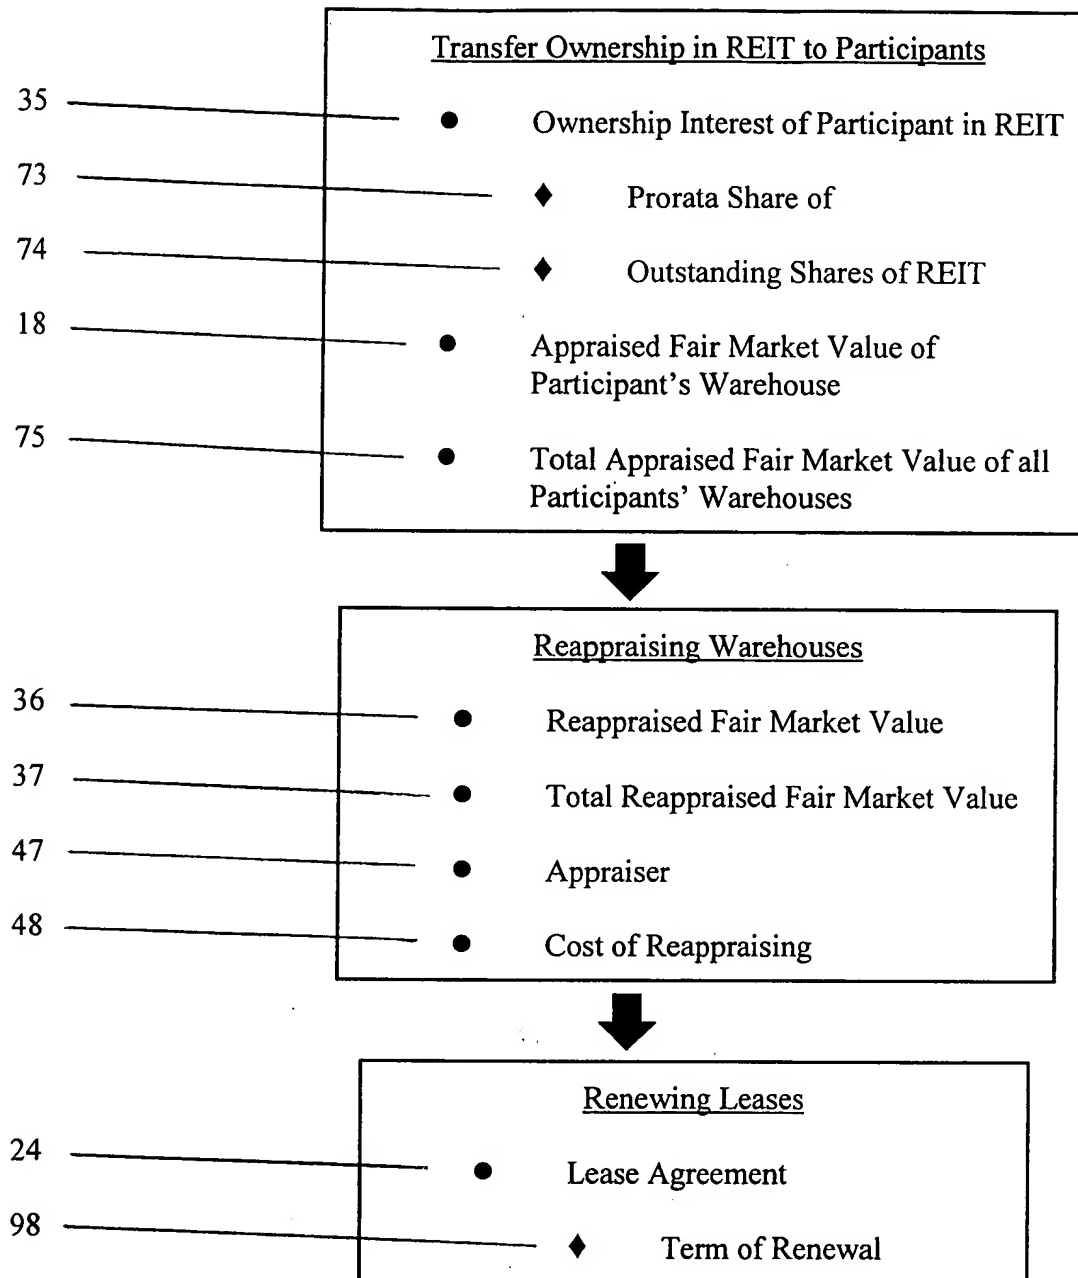 Transfer Ownership in REIT to Participants
35 ● Ownership Interest of Participant in REIT
73 ♦ Prorata Share of
74 ♦ Outstanding Shares of REIT
18 ● Appraised Fair Market Value of
Participant's Warehouse
75 ● Total Appraised Fair Market Value of all
Participants' Warehouses
Reappraising Warehouses
36 ● Reappraised Fair Market Value
37 ● Total Reappraised Fair Market Value
47 ● Appraiser
48 ● Cost of Reappraising
Renewing Leases
24 ● Lease Agreement
98 ♦ Term of Renewal